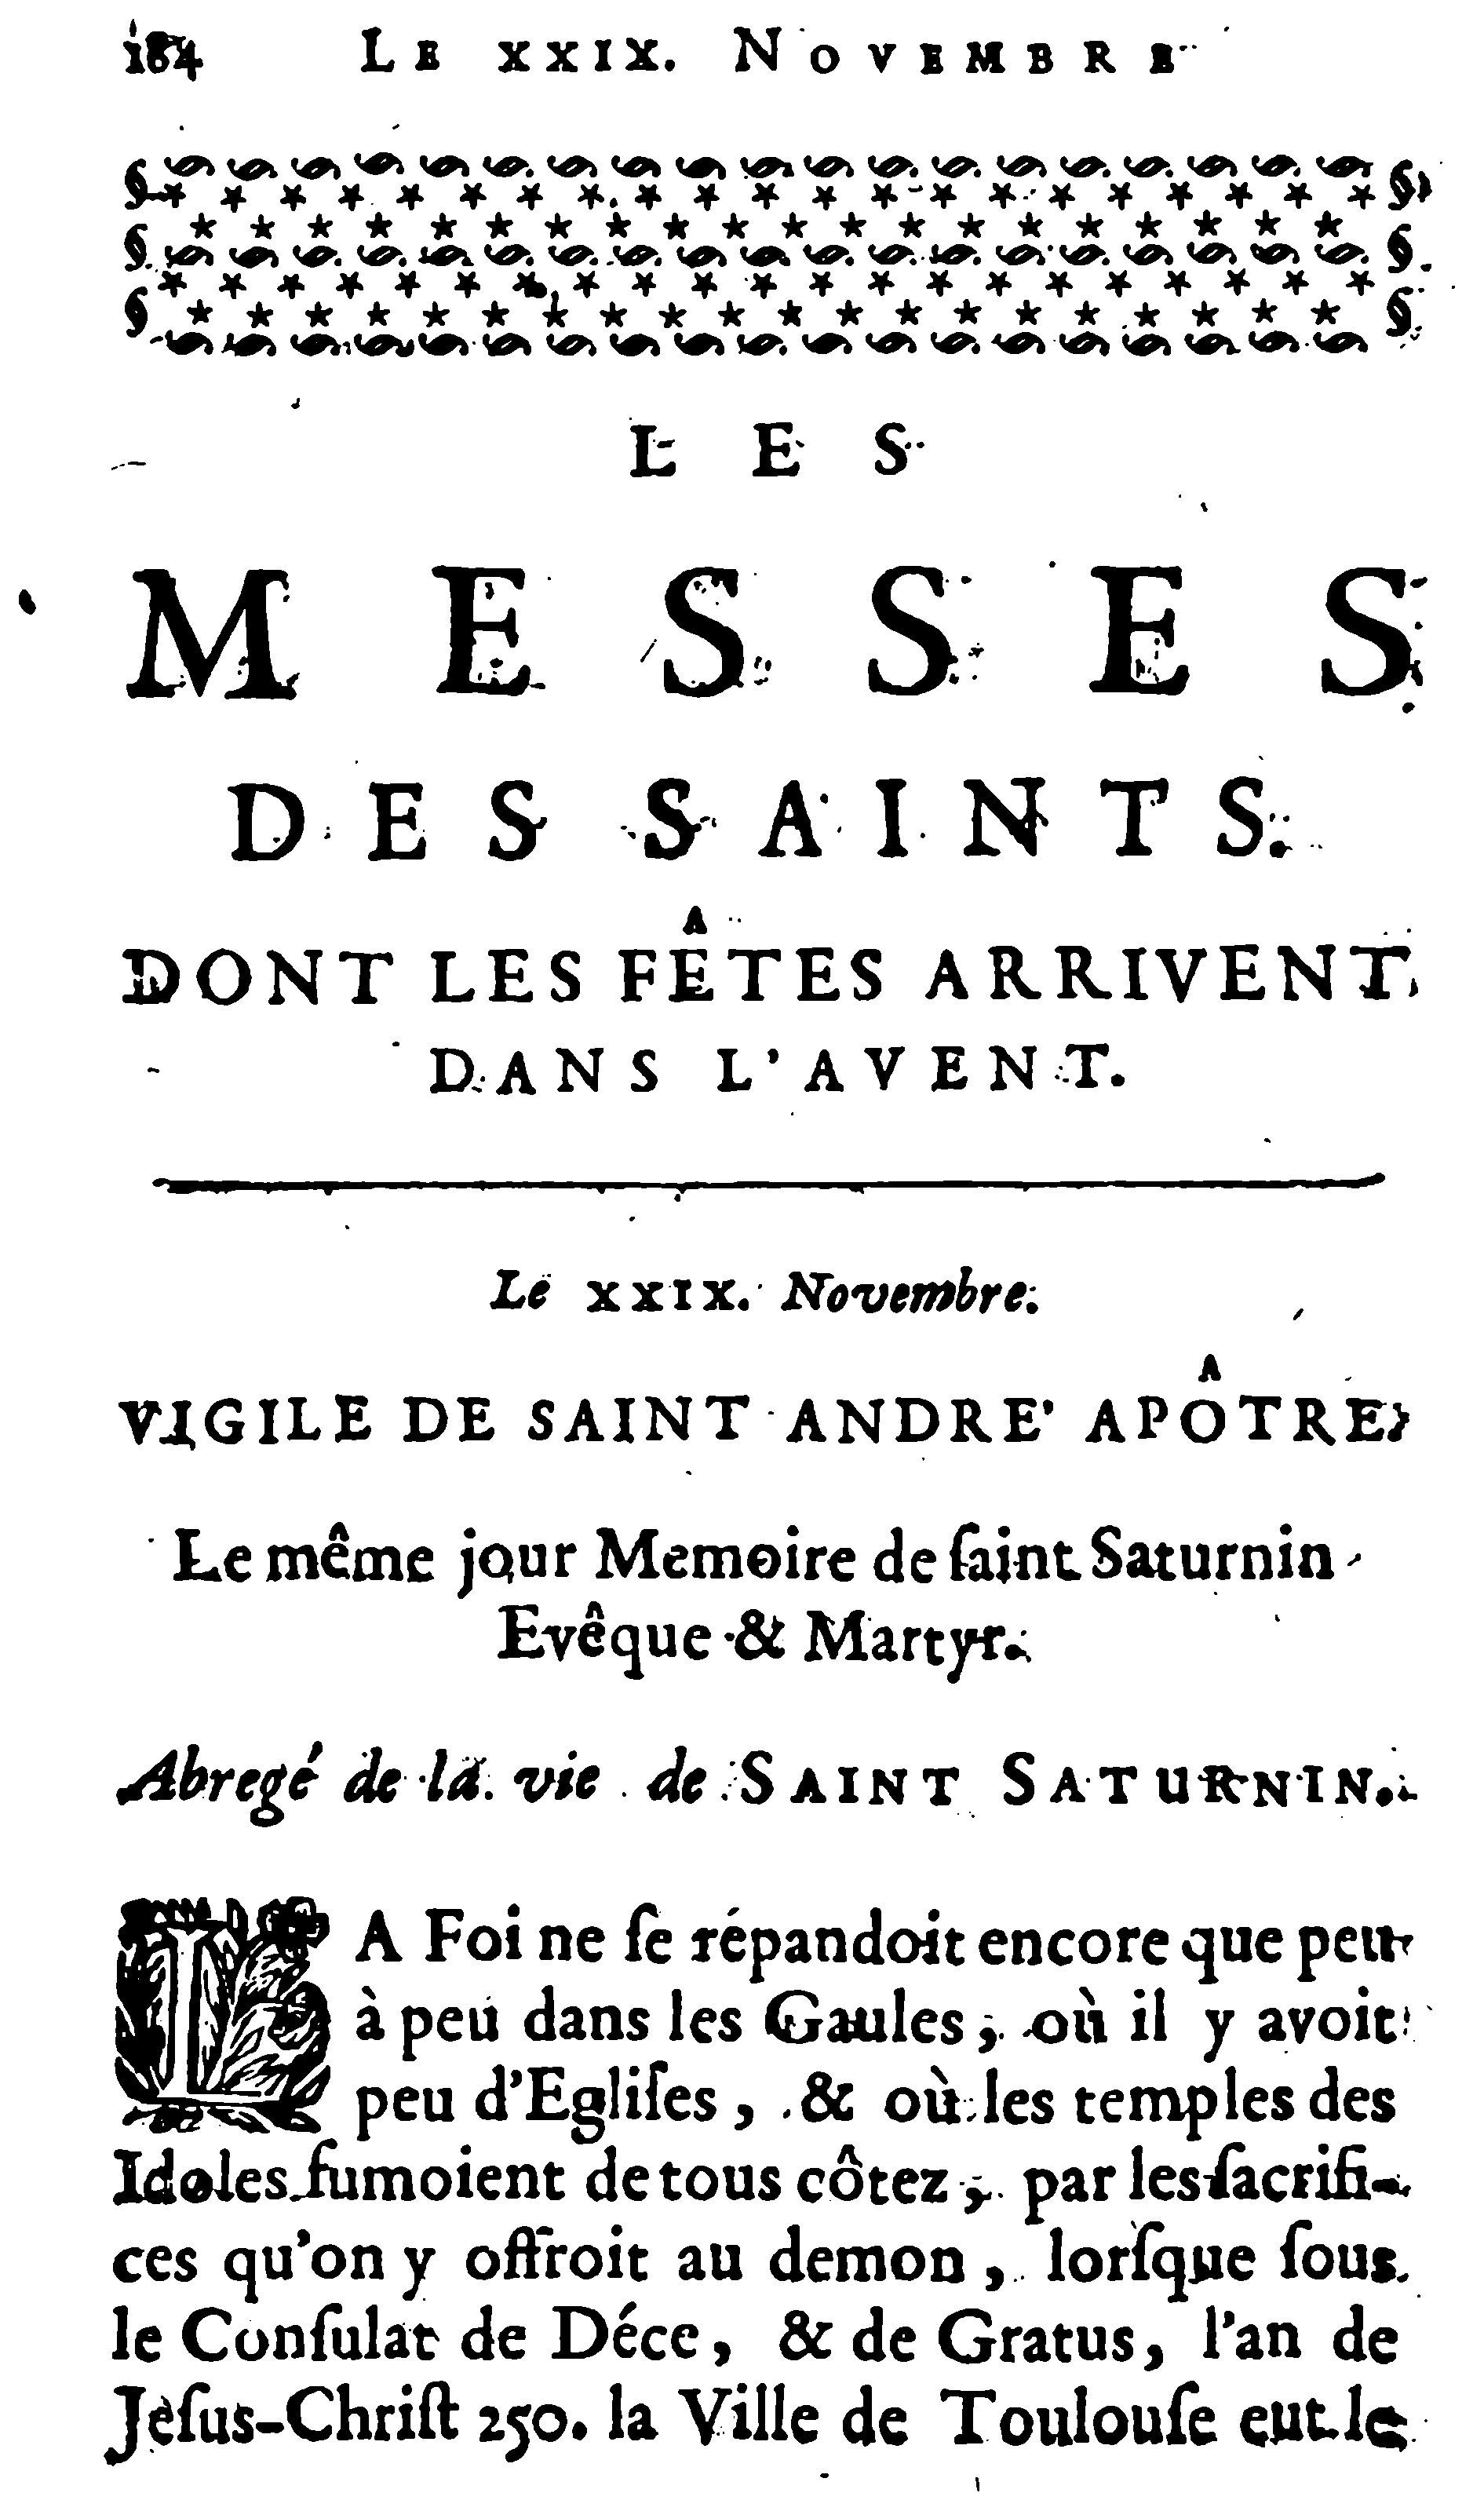 164 LE XXIX. NOVEMBRE
LES
MESSES
DES SAINTS
DONT LES FÊTES ARRIVENT
DANS L'AVENT.
Le XXIX. Novembre.
VIGILE DE SAINT ANDRE' APÔTRE,
Le même jour Memoire de ſaint Saturnin
Evêque & Martyr.
Abregé de la vie de SAINT SATURNIN.
LA Foi ne ſe répandoit encore que peu
à peu dans les Gaules, où il y avoit
peu d'Egliſes, & où les temples des
Idoles fumoient de tous côtez, par les ſacrifi-
ces qu'on y offroit au demon, lorſque ſous
le Conſulat de Déce, & de Gratus, l'an de
Jeſus-Chriſt 250. la Ville de Toulouſe eut le